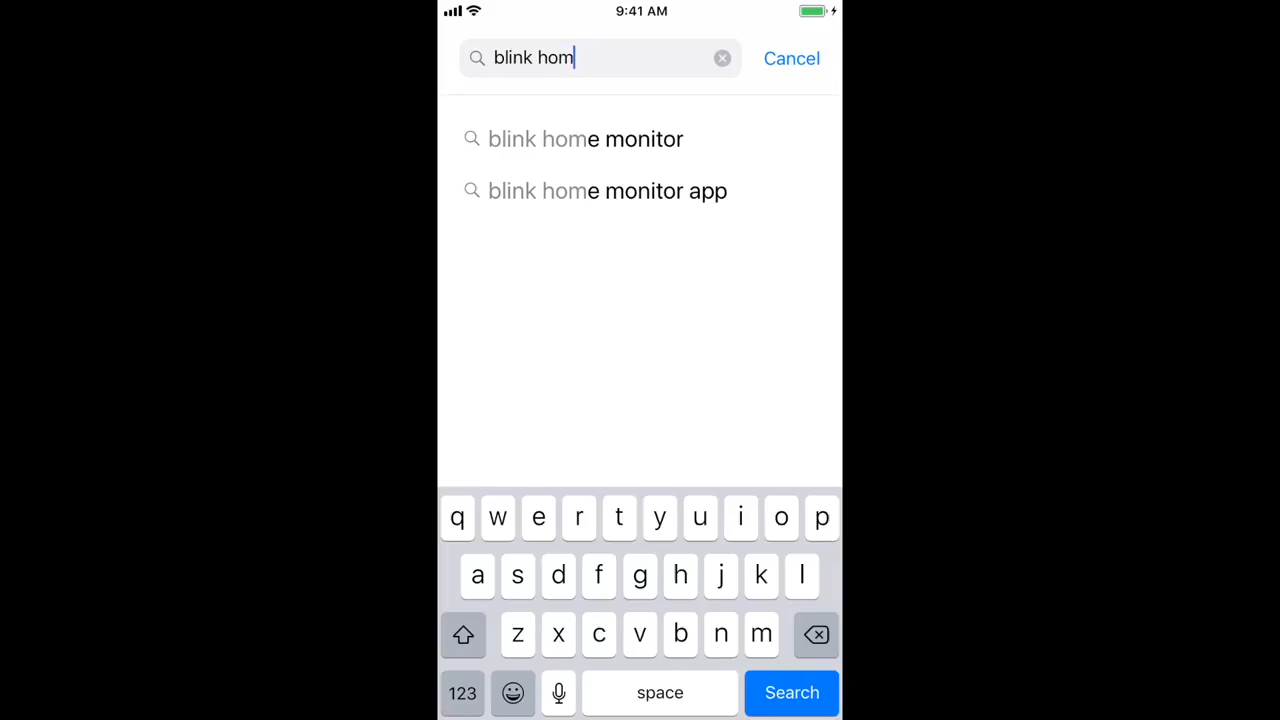 9:41 AM
blink hom
Cancel
blink home monitor
blink home monitor app
q w e r t y u i o p
a s d f g h j k l
z x c v b n m
123 space Search